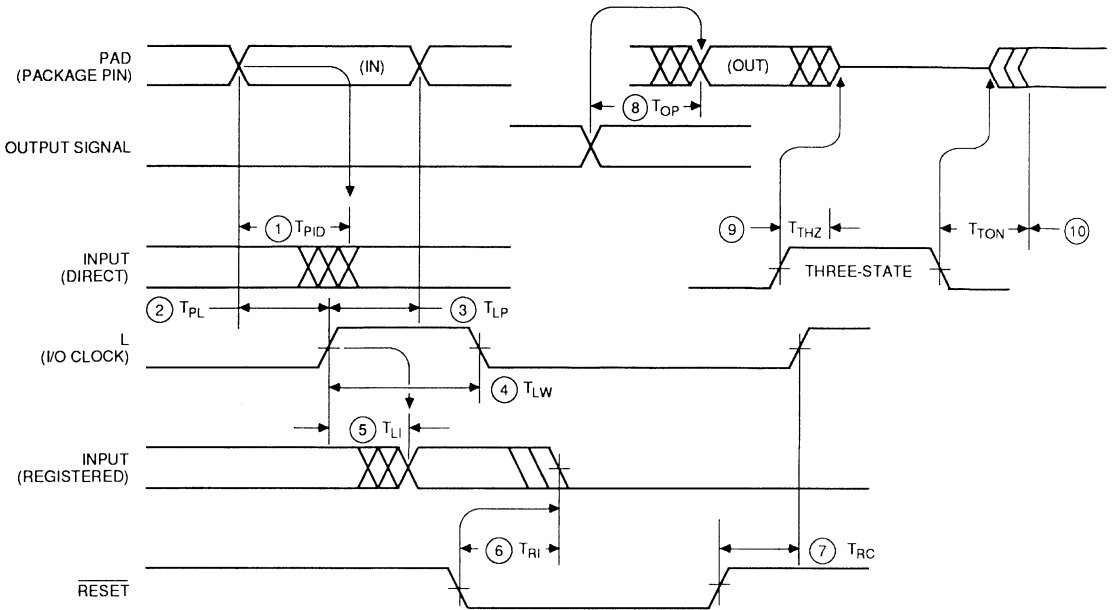 PAD
(PACKAGE PIN)
(IN)
(OUT)
8 TOP
OUTPUT SIGNAL
1 TPID
9 TTHZ
TTON 10
INPUT
(DIRECT)
THREE-STATE
2 TPL
3 TLP
L
(I/O CLOCK)
4 TLW
5 TLI
INPUT
(REGISTERED)
6 TRI
7 TRC
RESET